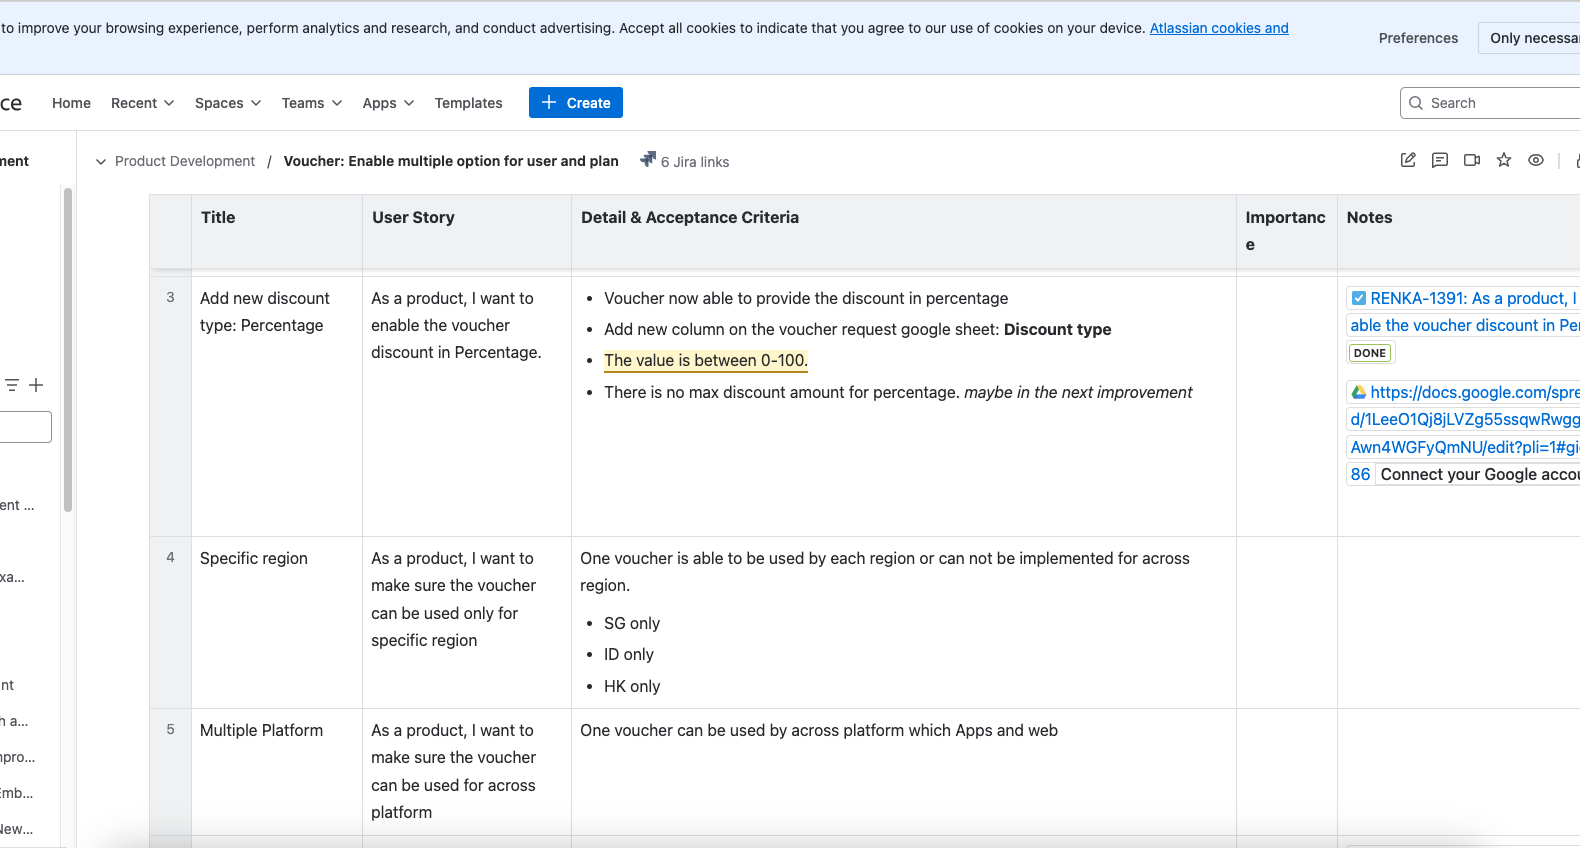 to improve your browsing experience, perform analytics and research, and conduct advertising. Accept all cookies to indicate that you agree to our use of cookies on your device. Atlassian cookies and
Preferences
Only necessa
ce
Home
Recent
Spaces
Teams
Apps
Templates
Create
Search
ment
Product Development / Voucher: Enable multiple option for user and plan
6 Jira links
Title
User Story
Detail & Acceptance Criteria
Importanc
e
Notes
3
Add new discount
type: Percentage
As a product, I want to
enable the voucher
discount in Percentage.
• Voucher now able to provide the discount in percentage
• Add new column on the voucher request google sheet: Discount type
• The value is between 0-100.
• There is no max discount amount for percentage. maybe in the next improvement
RENKA-1391: As a product, I
able the voucher discount in Pe
DONE
https://docs.google.com/spre
d/1LeeO1Qj8jLVZg55ssqwRwgg
Awn4WGFyQmNU/edit?pli=1#gi
86 Connect your Google accou
4
Specific region
As a product, I want to
make sure the voucher
can be used only for
specific region
One voucher is able to be used by each region or can not be implemented for across
region.
• SG only
• ID only
• HK only
5
Multiple Platform
As a product, I want to
make sure the voucher
can be used for across
platform
One voucher can be used by across platform which Apps and web
ent ...
xa...
nt
h a...
npro...
Emb...
New...